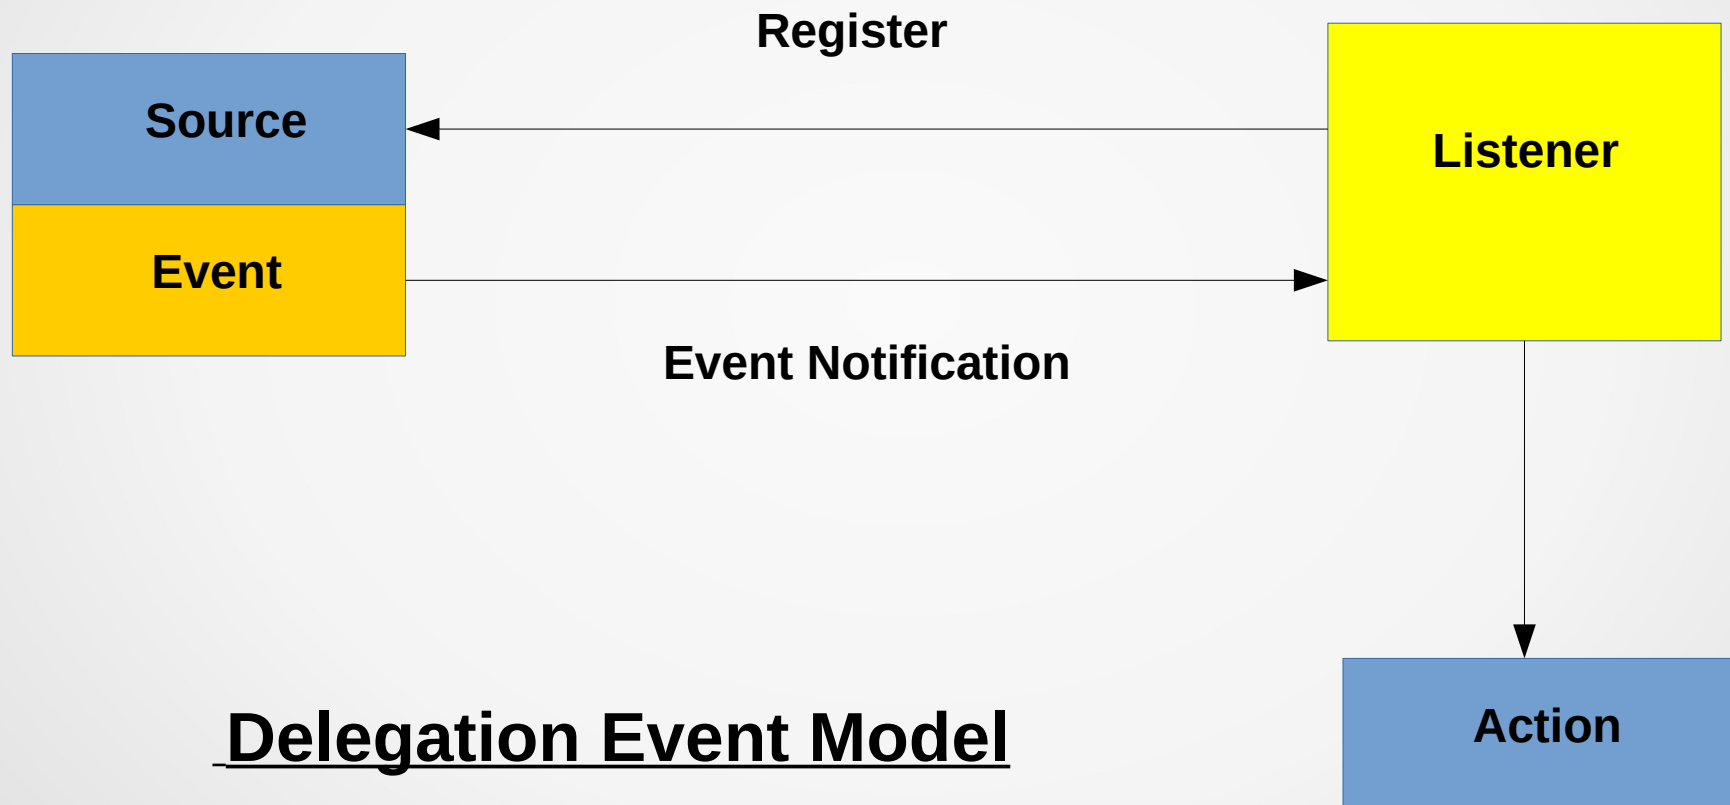 Register
Source
Listener
Event
Event Notification
Delegation Event Model
Action